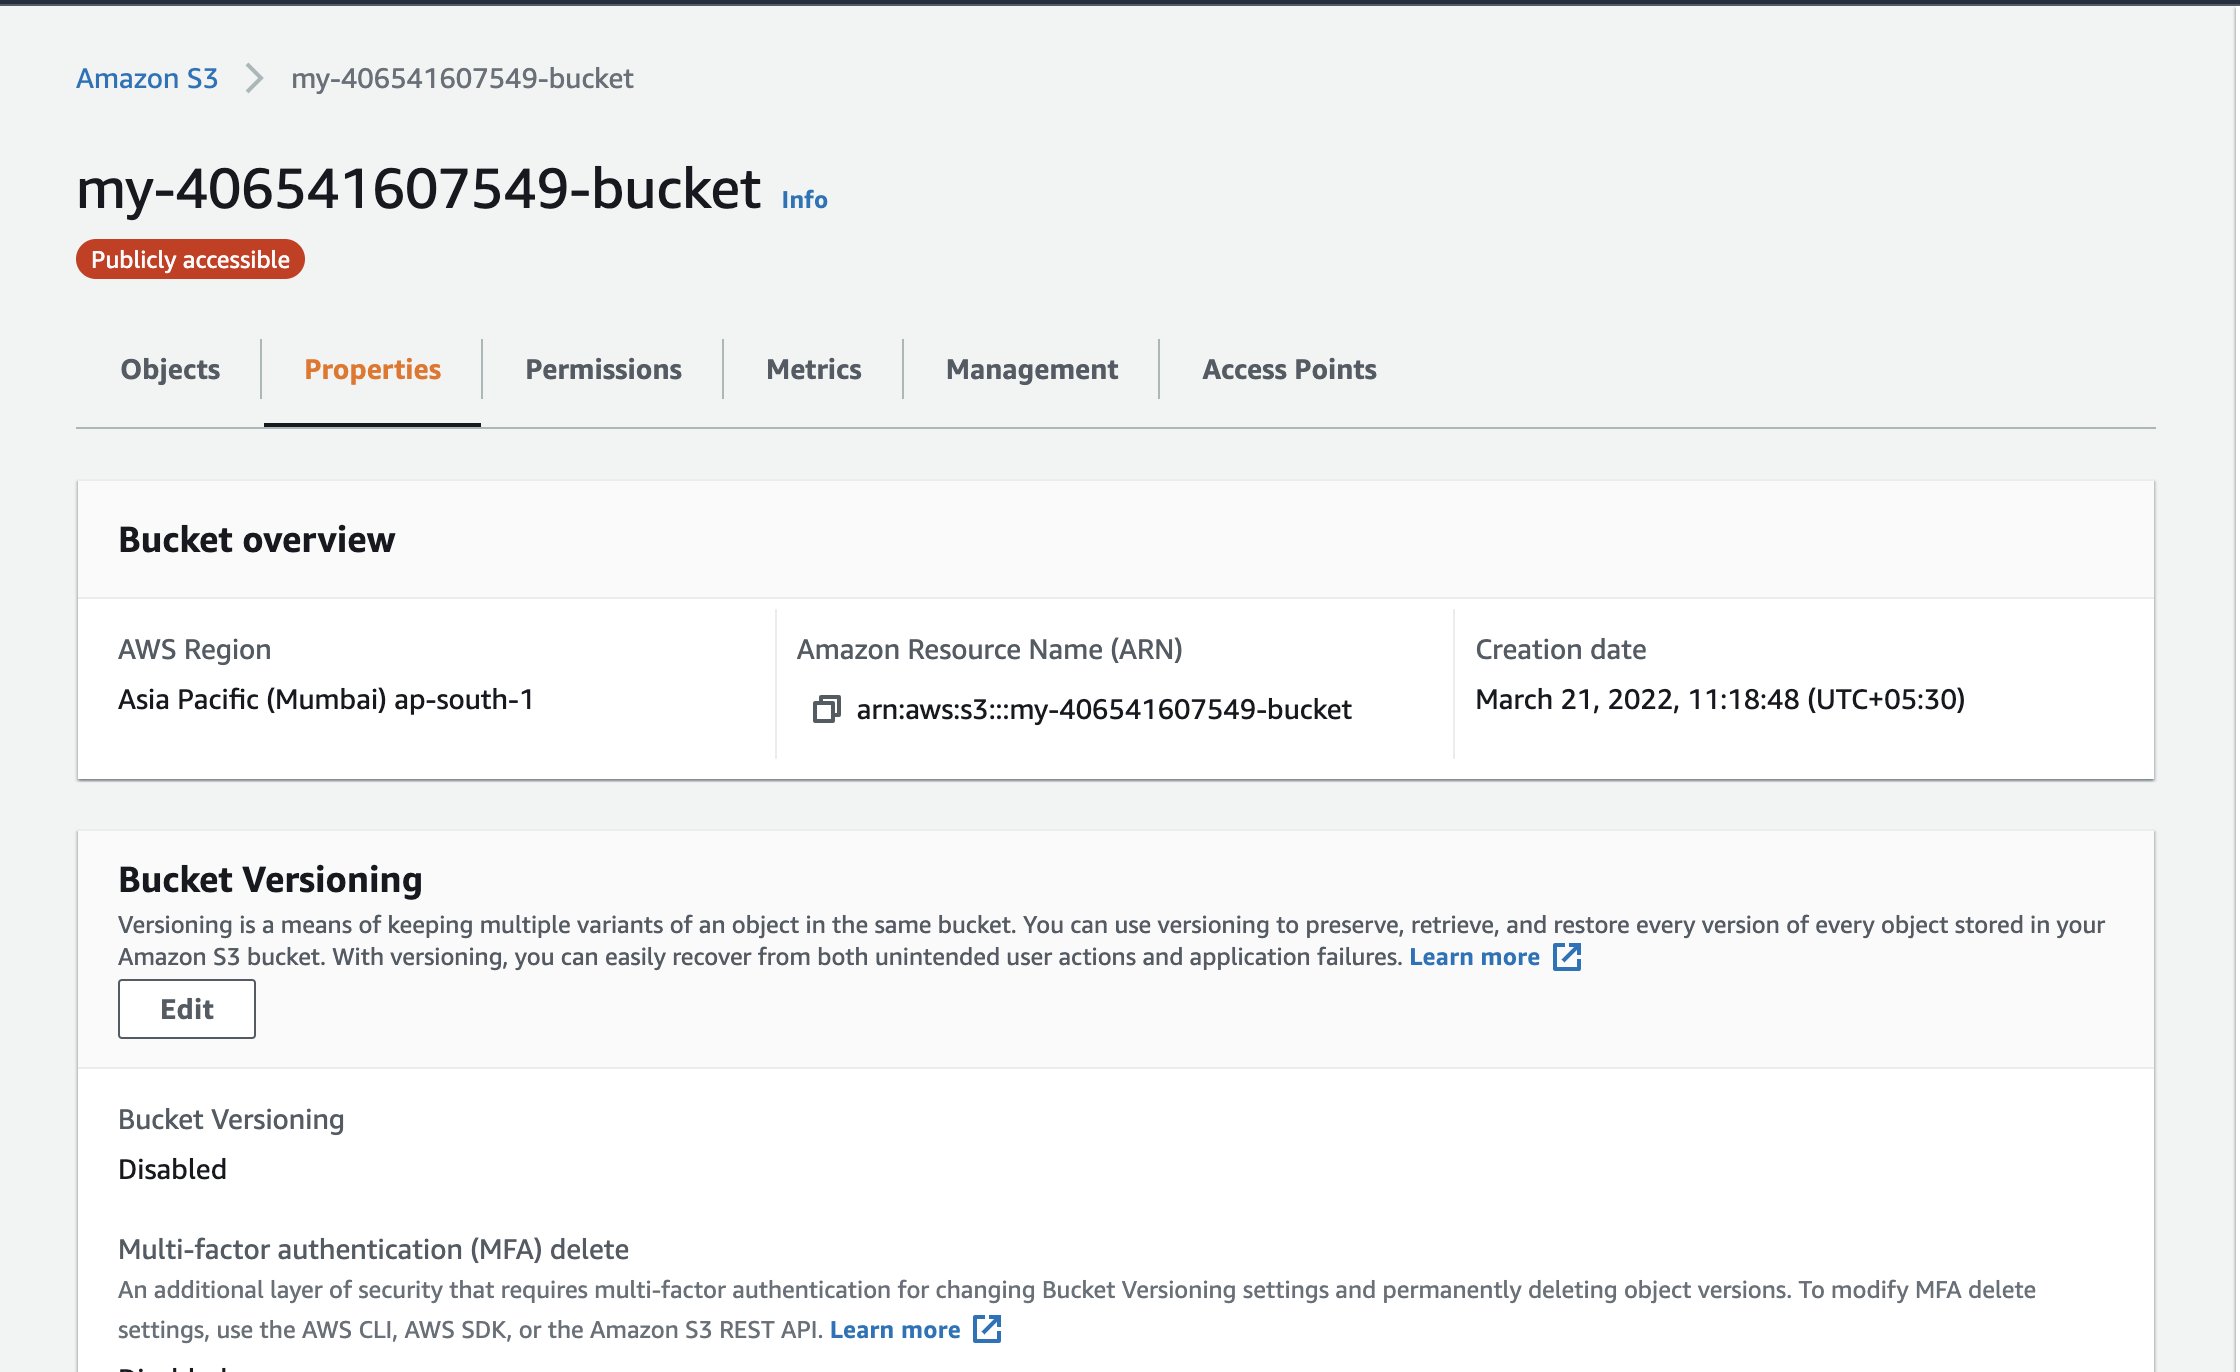 Amazon S3 > my-406541607549-bucket
my-406541607549-bucket Info
Publicly accessible
Objects Properties Permissions Metrics Management Access Points
Bucket overview
AWS Region
Asia Pacific (Mumbai) ap-south-1
Amazon Resource Name (ARN)
arn:aws:s3:::my-406541607549-bucket
Creation date
March 21, 2022, 11:18:48 (UTC+05:30)
Bucket Versioning
Versioning is a means of keeping multiple variants of an object in the same bucket. You can use versioning to preserve, retrieve, and restore every version of every object stored in your
Amazon S3 bucket. With versioning, you can easily recover from both unintended user actions and application failures. Learn more
Edit
Bucket Versioning
Disabled
Multi-factor authentication (MFA) delete
An additional layer of security that requires multi-factor authentication for changing Bucket Versioning settings and permanently deleting object versions. To modify MFA delete
settings, use the AWS CLI, AWS SDK, or the Amazon S3 REST API. Learn more